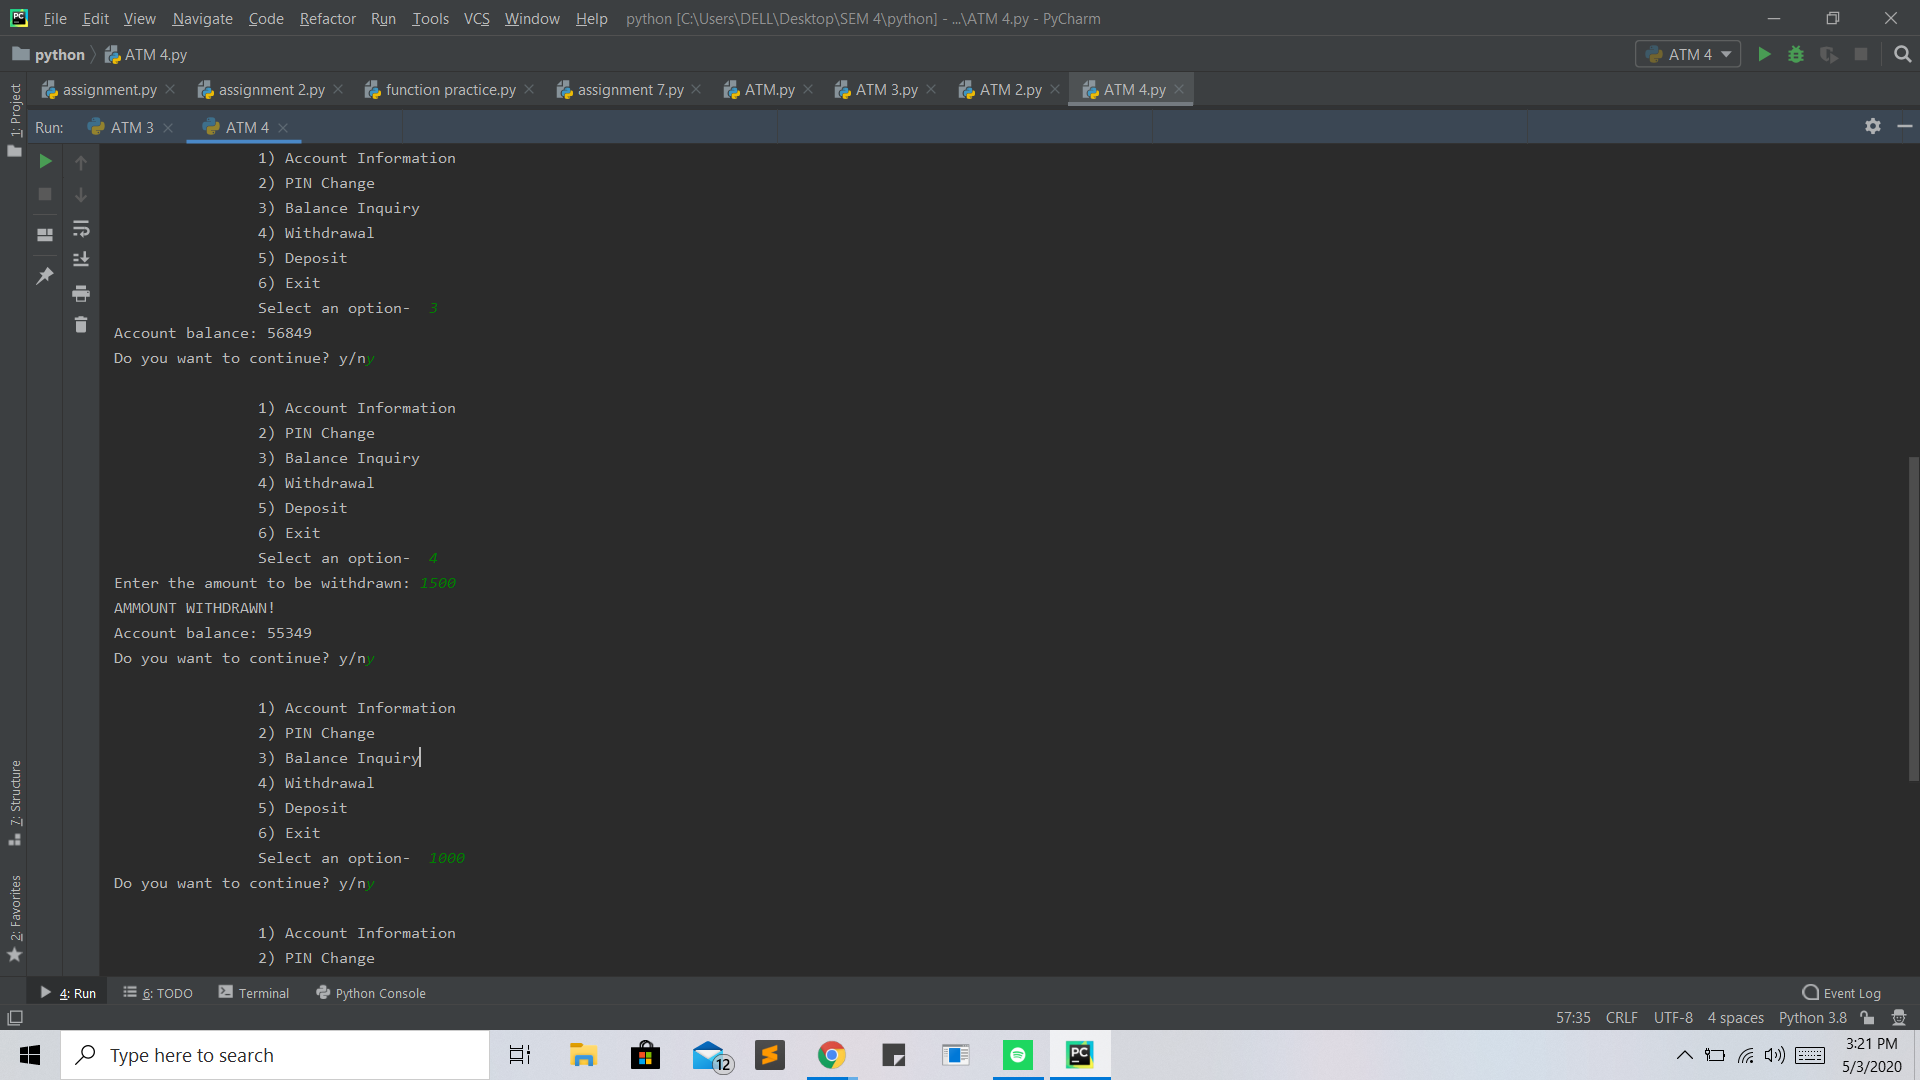 PC File Edit View Navigate Code Refactor Run Tools VCS Window Help python [C:\Users\DELL\Desktop\SEM 4\python] - ...\ATM 4.py - PyCharm
python ATM 4.py ATM 4
assignment.py assignment 2.py function practice.py assignment 7.py ATM.py ATM 3.py ATM 2.py ATM 4.py
Run: ATM 3 ATM 4
1: Project
1) Account Information
2) PIN Change
3) Balance Inquiry
4) Withdrawal
5) Deposit
6) Exit
Select an option- 3
Account balance: 56849
Do you want to continue? y/ny
1) Account Information
2) PIN Change
3) Balance Inquiry
4) Withdrawal
5) Deposit
6) Exit
Select an option- 4
Enter the amount to be withdrawn: 1500
AMMOUNT WITHDRAWN!
Account balance: 55349
Do you want to continue? y/ny
1) Account Information
2) PIN Change
3) Balance Inquiry
4) Withdrawal
5) Deposit
6) Exit
Select an option- 1000
Do you want to continue? y/ny
1) Account Information
2) PIN Change
7: Structure
2: Favorites
4: Run 6: TODO Terminal Python Console Event Log
57:35 CRLF UTF-8 4 spaces Python 3.8
Type here to search 12 PC 3:21 PM
5/3/2020